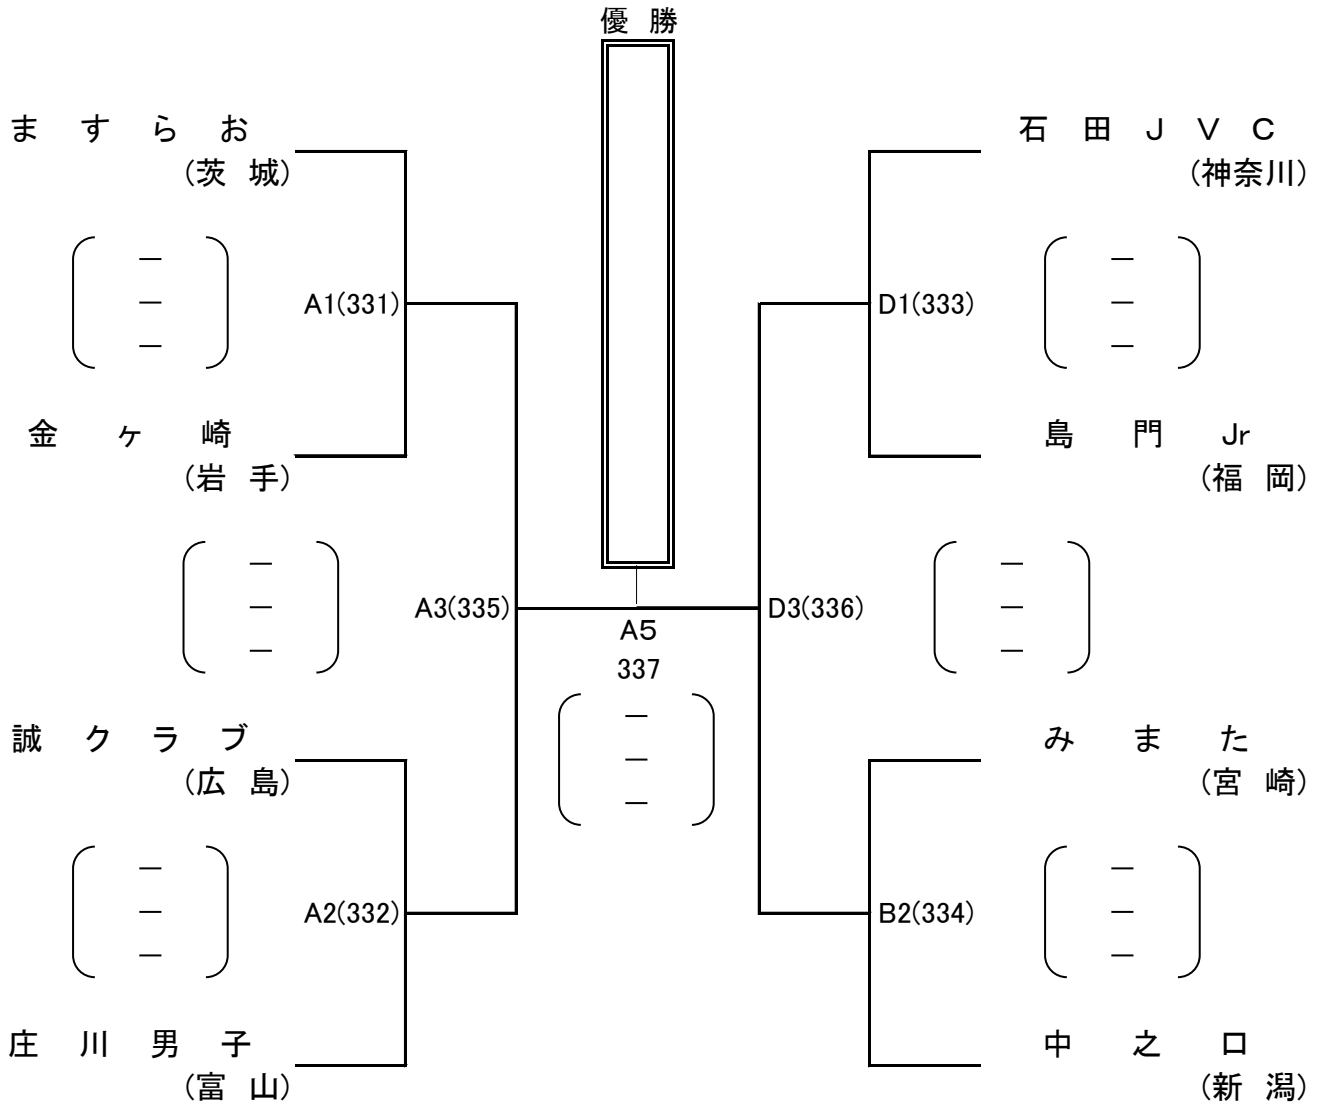 優 勝
ま す ら お
(茨 城)
石 田 J V C
(神奈川)
－
－
－
A1(331)
D1(333)
－
－
－
金 ヶ 崎
(岩 手)
島 門 Jr
(福 岡)
－
－
－
A3(335)
D3(336)
－
－
－
A5
337
－
－
－
誠 ク ラ ブ
(広 島)
み ま た
(宮 崎)
－
－
－
A2(332)
B2(334)
－
－
－
庄 川 男 子
(富 山)
中 之 口
(新 潟)